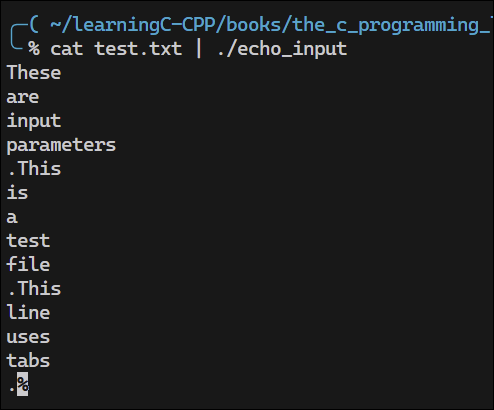 ( ~/learningC-CPP/books/the_c_programming_
% cat test.txt | ./echo_input
These
are
input
parameters
.This
is
a
test
file
.This
line
uses
tabs
.%